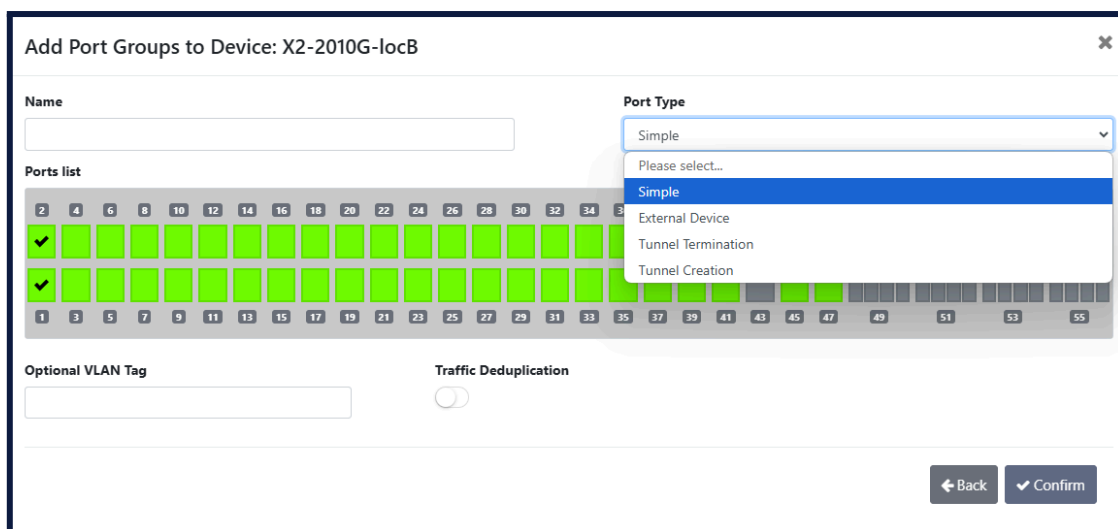 Add Port Groups to Device: X2-2010G-locB
Name
Port Type
Simple
Ports list
Please select...
Simple
External Device
Tunnel Termination
Tunnel Creation
2 4 6 8 10 12 14 16 18 20 22 24 26 28 30 32 34
1 3 5 7 9 11 13 15 17 19 21 23 25 27 29 31 33 35 37 39 41 43 45 47 49 51 53 55
Optional VLAN Tag
Traffic Deduplication
Back
Confirm